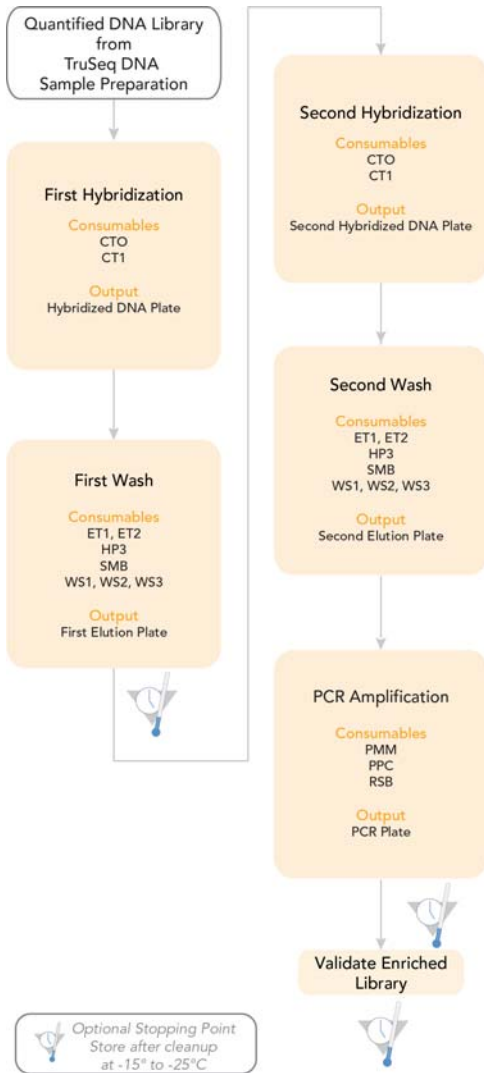 Quantified DNA Library
from
TruSeq DNA
Sample Preparation
First Hybridization
Consumables
CTO
CT1
Output
Hybridized DNA Plate
First Wash
Consumables
ET1, ET2
HP3
SMB
WS1, WS2, WS3
Output
First Elution Plate
Second Hybridization
Consumables
CTO
CT1
Output
Second Hybridized DNA Plate
Second Wash
Consumables
ET1, ET2
HP3
SMB
WS1, WS2, WS3
Output
Second Elution Plate
PCR Amplification
Consumables
PMM
PPC
RSB
Output
PCR Plate
Validate Enriched
Library
Optional Stopping Point
Store after cleanup
at -15° to -25°C